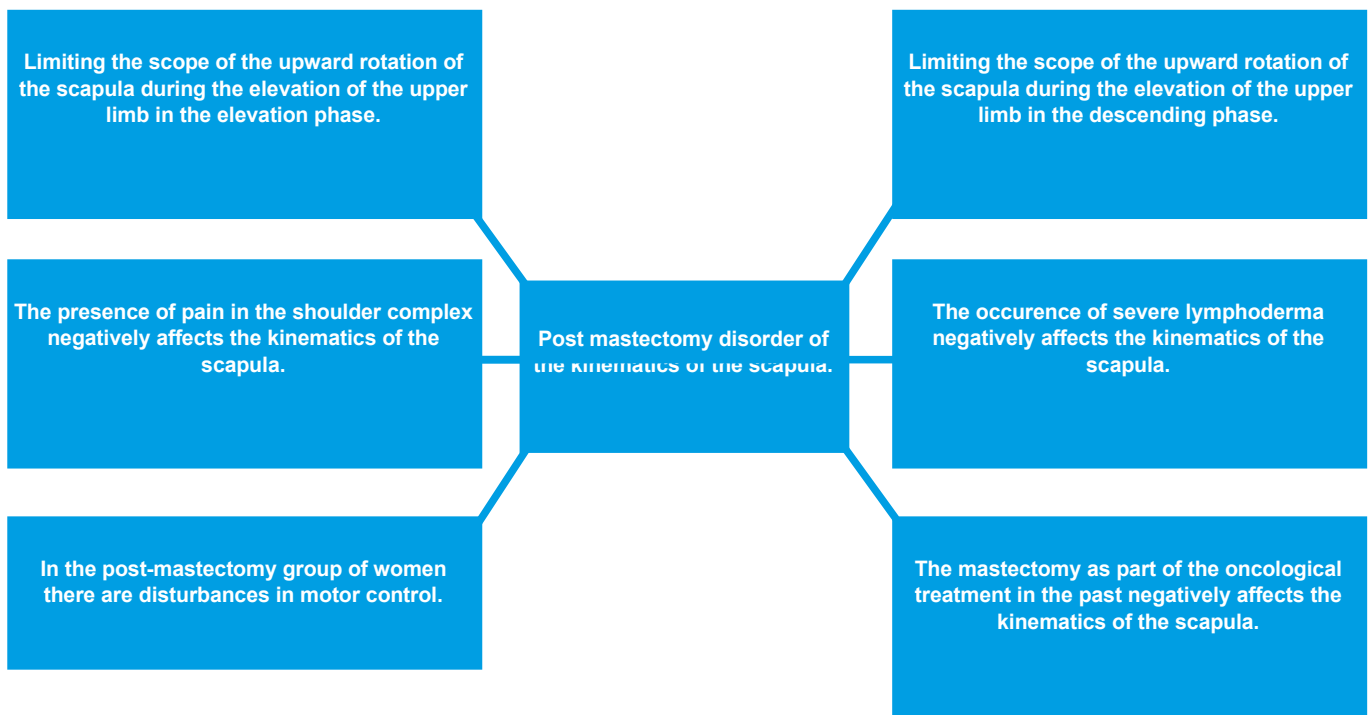 Limiting the scope of the upward rotation of
the scapula during the elevation of the upper
limb in the elevation phase.
Limiting the scope of the upward rotation of
the scapula during the elevation of the upper
limb in the descending phase.
The presence of pain in the shoulder complex
negatively affects the kinematics of the
scapula.
Post mastectomy disorder of
the kinematics of the scapula.
The occurence of severe lymphoderma
negatively affects the kinematics of the
scapula.
In the post-mastectomy group of women
there are disturbances in motor control.
The mastectomy as part of the oncological
treatment in the past negatively affects the
kinematics of the scapula.